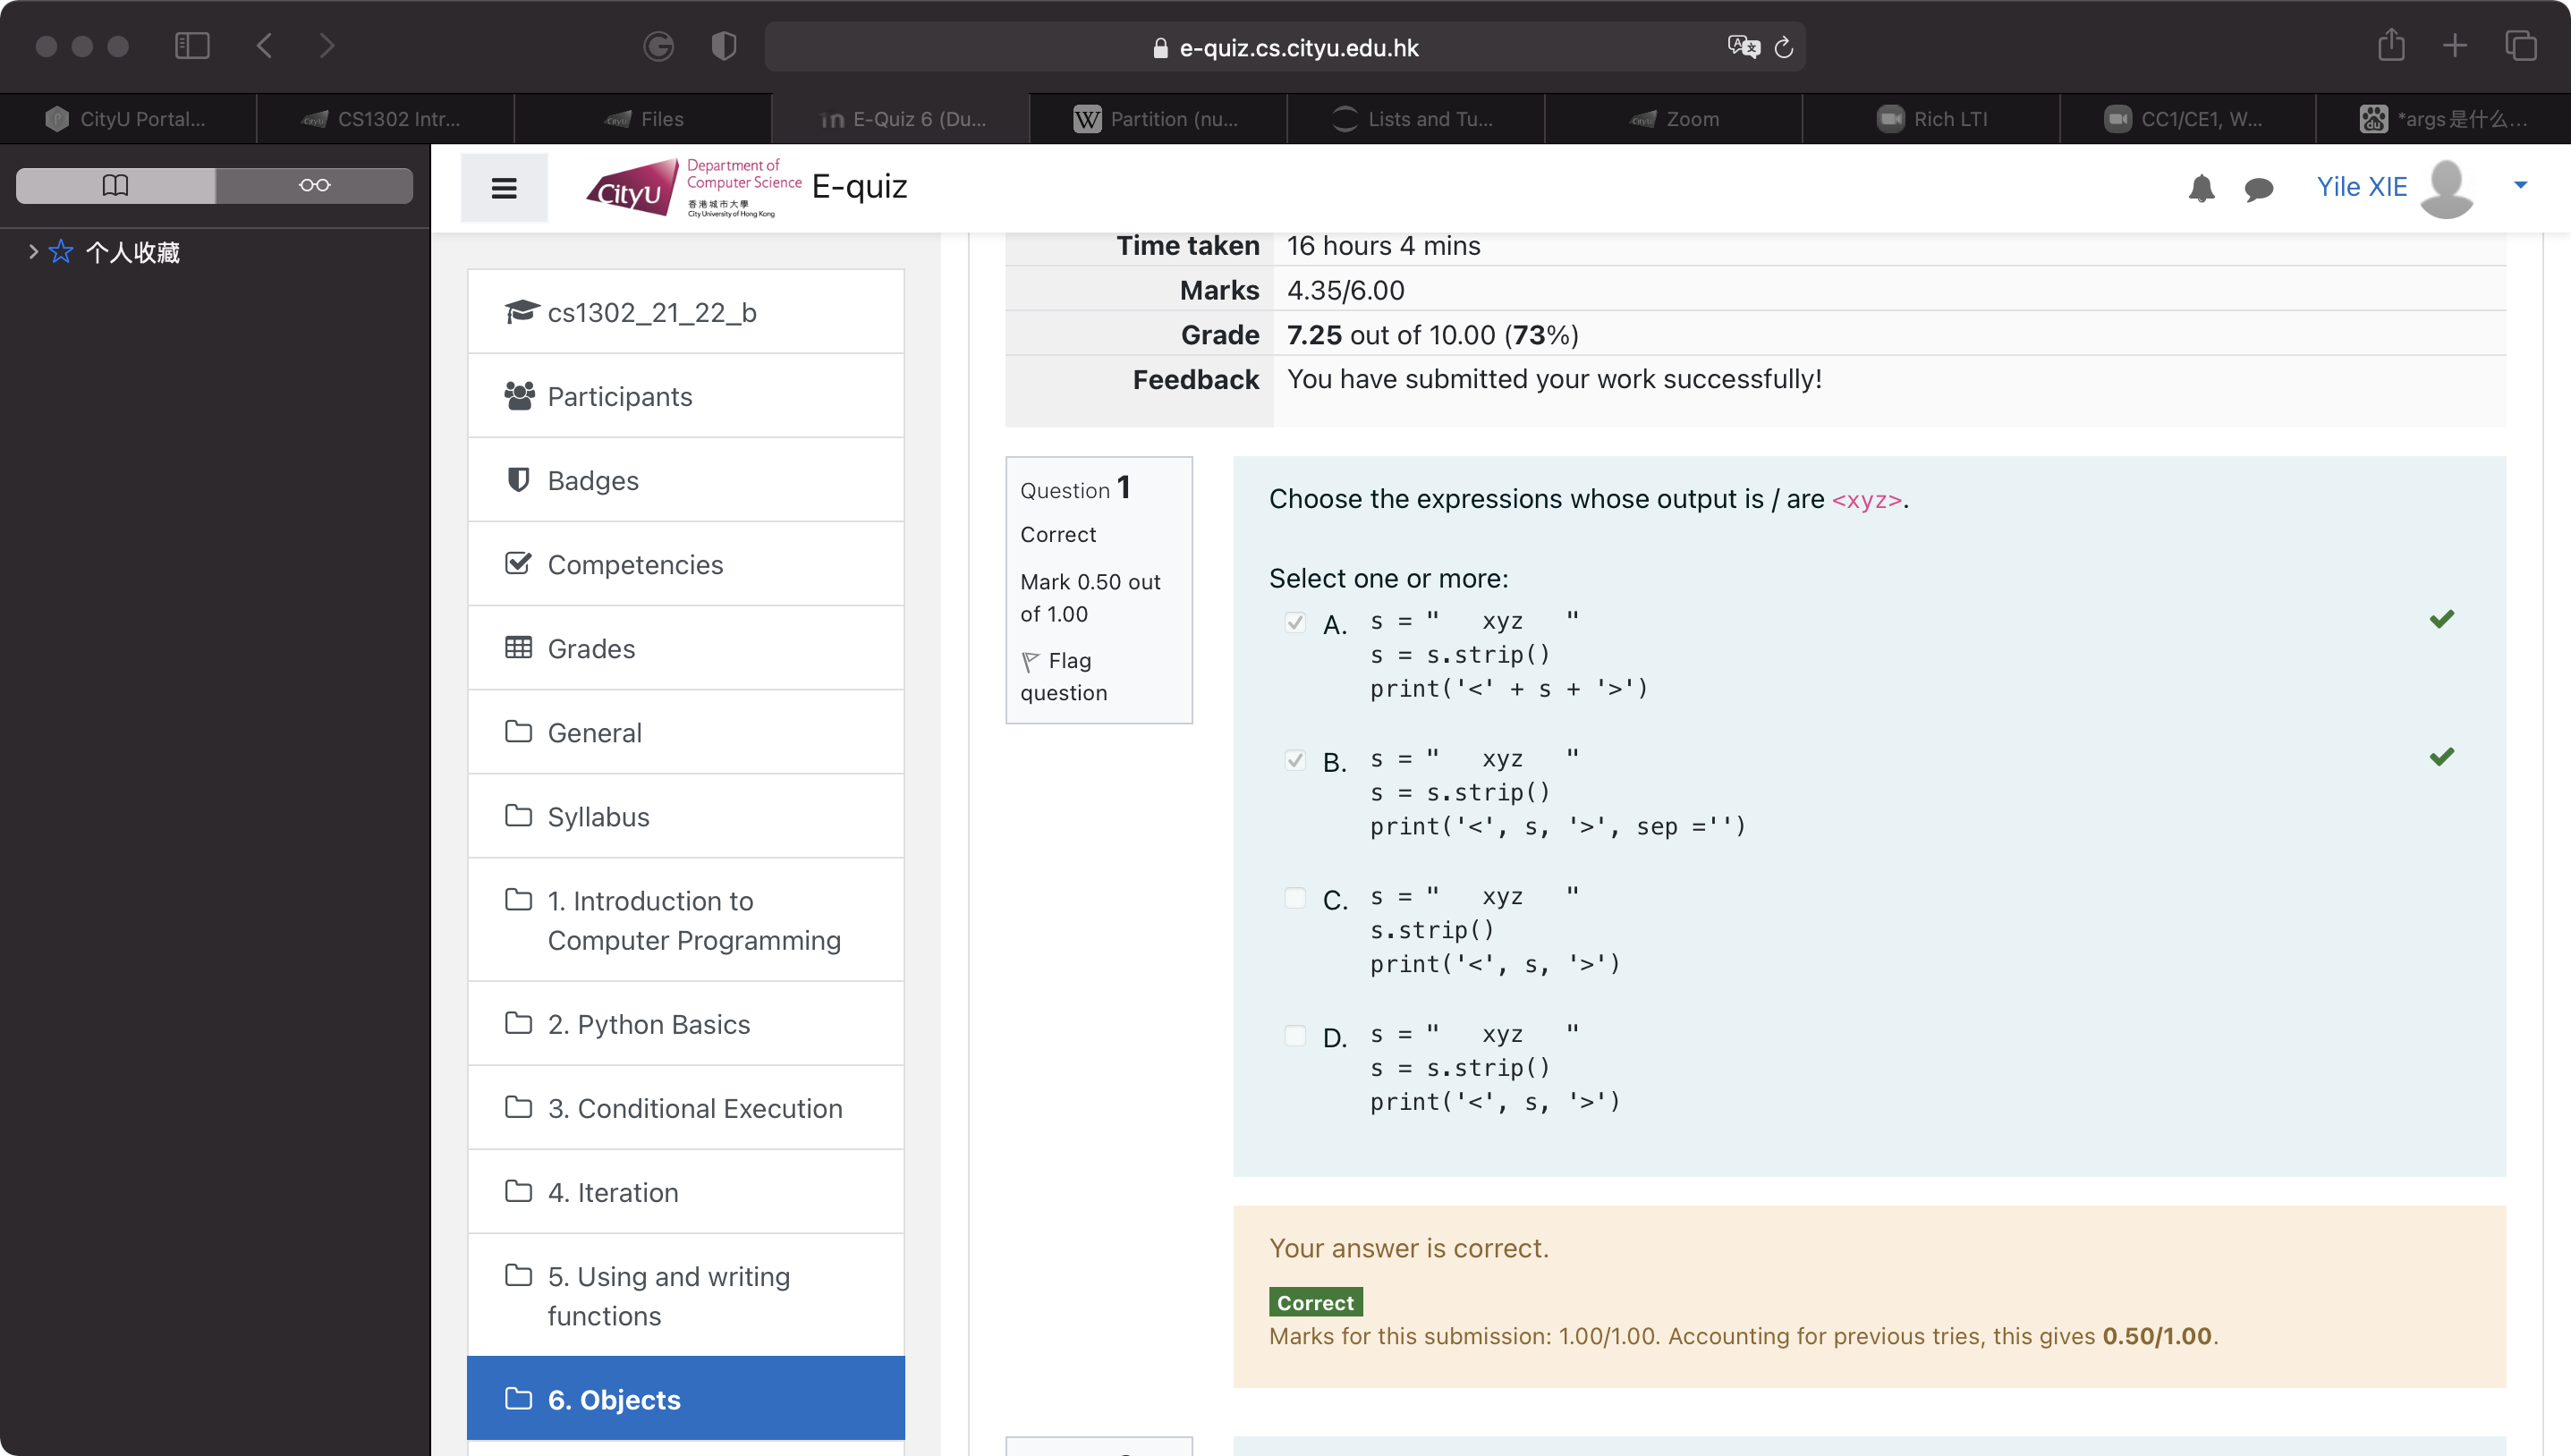 e-quiz.cs.cityu.edu.hk
CityU Portal...
CS1302 Intr...
Files
E-Quiz 6 (Du...
Partition (nu...
Lists and Tu...
Zoom
Rich LTI
CC1/CE1, W...
*args是什么...
个人收藏
CityU
Department of
Computer Science
香港城市大學
City University of Hong Kong
E-quiz
Yile XIE
cs1302_21_22_b
Participants
Badges
Competencies
Grades
General
Syllabus
1. Introduction to
Computer Programming
2. Python Basics
3. Conditional Execution
4. Iteration
5. Using and writing
functions
6. Objects
Time taken 16 hours 4 mins
Marks 4.35/6.00
Grade 7.25 out of 10.00 (73%)
Feedback You have submitted your work successfully!
Question 1
Correct
Mark 0.50 out
of 1.00
Flag
question
Choose the expressions whose output is / are <xyz>.
Select one or more:
A. s = "   xyz   "
s = s.strip()
print('<' + s + '>')
B. s = "   xyz   "
s = s.strip()
print('<', s, '>', sep ='')
C. s = "   xyz   "
s.strip()
print('<', s, '>')
D. s = "   xyz   "
s = s.strip()
print('<', s, '>')
Your answer is correct.
Correct
Marks for this submission: 1.00/1.00. Accounting for previous tries, this gives 0.50/1.00.